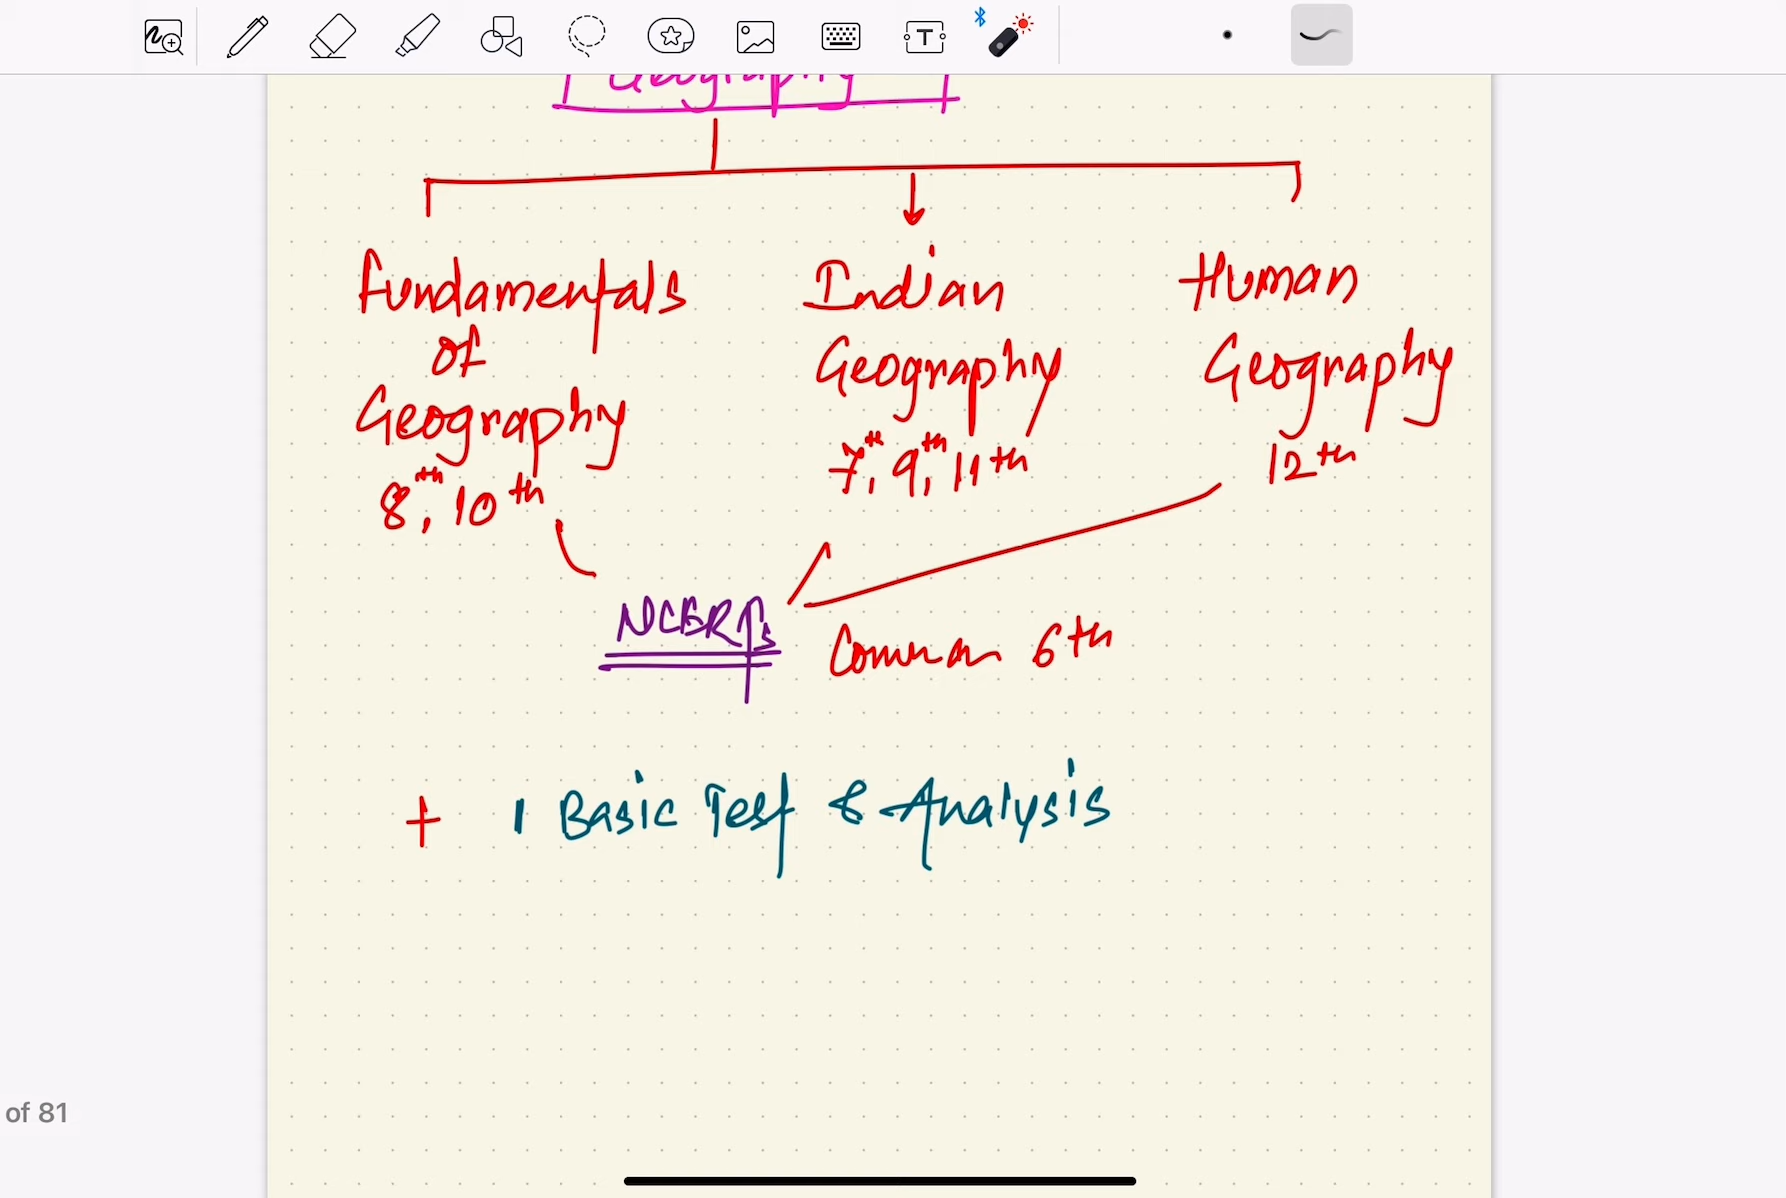 Geography
Fundamentals
of
Geography
8th, 10th
Indian
Geography
7th, 9th, 11th
Human
Geography
12th
NCERTs
Common 6th
+ 1 Basic Test & Analysis
of 81
T